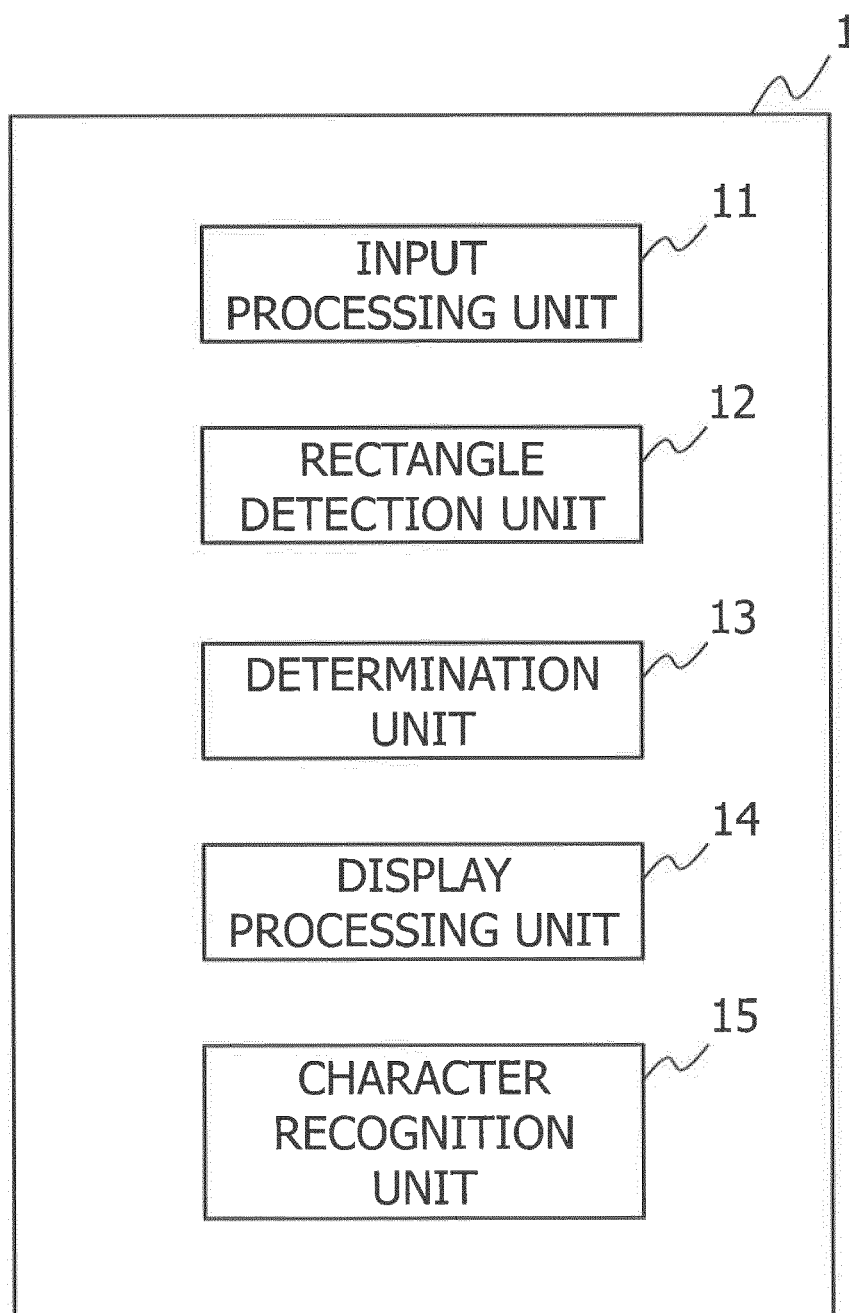 1
11
INPUT
PROCESSING UNIT
12
RECTANGLE
DETECTION UNIT
13
DETERMINATION
UNIT
14
DISPLAY
PROCESSING UNIT
15
CHARACTER
RECOGNITION
UNIT